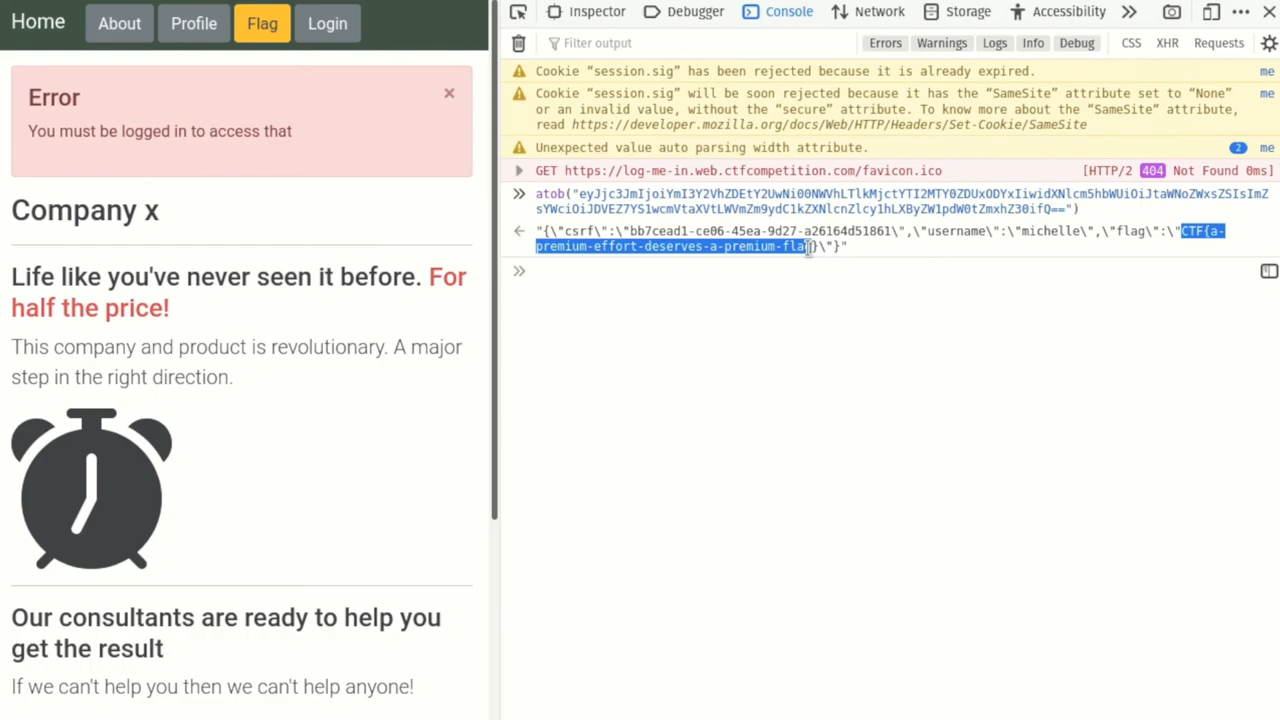 Home About Profile Flag Login
Error
×
You must be logged in to access that
Company x
Life like you've never seen it before. For
half the price!
This company and product is revolutionary. A major
step in the right direction.
Our consultants are ready to help you
get the result
If we can't help you then we can't help anyone!
Inspector Debugger Console Network Storage Accessibility
Filter output
Errors Warnings Logs Info Debug CSS XHR Requests
Cookie “session.sig” has been rejected because it is already expired. me
Cookie “session.sig” will be soon rejected because it has the “SameSite” attribute set to “None” me
or an invalid value, without the “secure” attribute. To know more about the “SameSite“ attribute,
read https://developer.mozilla.org/docs/Web/HTTP/Headers/Set-Cookie/SameSite
Unexpected value auto parsing width attribute. 2 me
GET https://log-me-in.web.ctfcompetition.com/favicon.ico [HTTP/2 404 Not Found 0ms]
atob("eyJjc3JmIjoiYmI3Y2VhZDEtY2UwNi00NWVhLTlkMjctYTI2MTY0ZDUxODYxIiwidXNlcm5hbWUiOiJtaWNoZWxsZSIsImZ
sYWciOiJDVEZ7YS1wcmVtaXVtLWVmZm9ydC1kZXNlcnZlcy1hLXByZW1pdW0tZmxhZ30ifQ==")
"{\"csrf\":\"bb7cead1-ce06-45ea-9d27-a26164d51861\",\"username\":\"michelle\",\"flag\":\"CTF{a-
premium-effort-deserves-a-premium-flag}\"}"